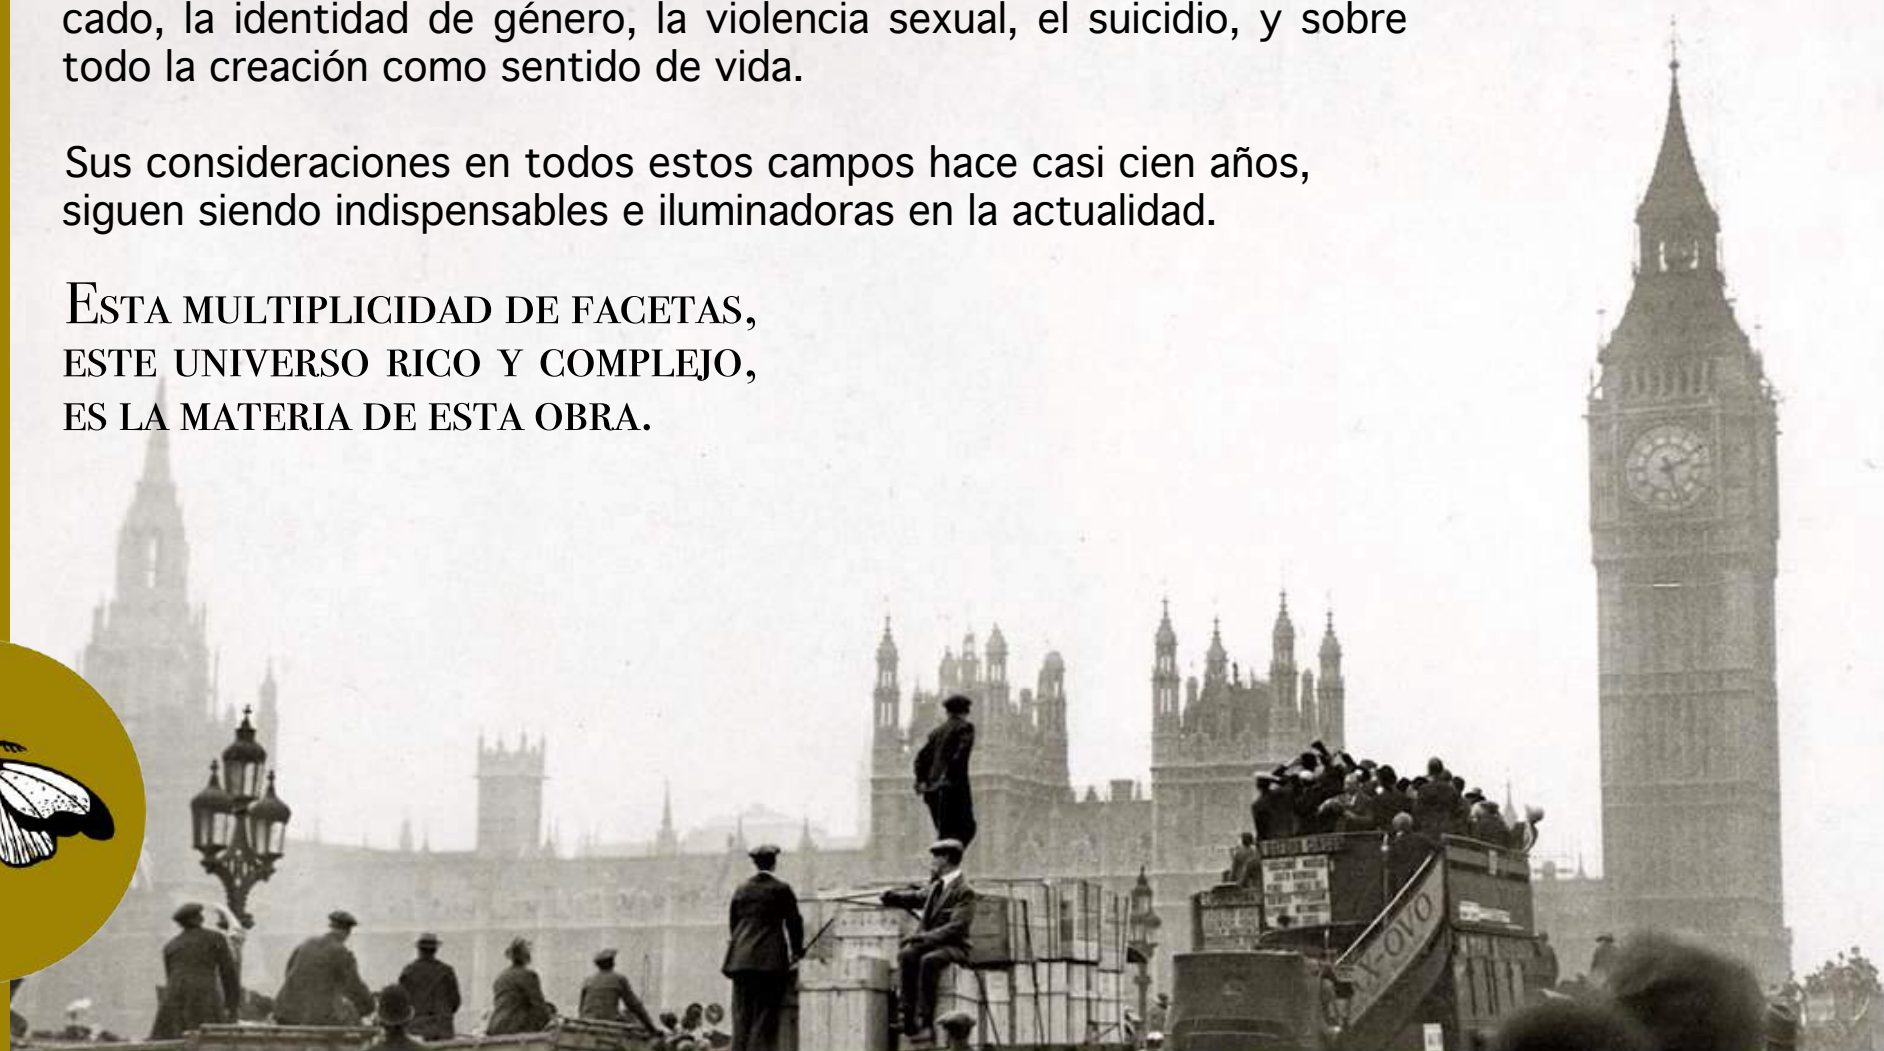 cado, la identidad de género, la violencia sexual, el suicidio, y sobre
todo la creación como sentido de vida.
Sus consideraciones en todos estos campos hace casi cien años,
siguen siendo indispensables e iluminadoras en la actualidad.
ESTA MULTIPLICIDAD DE FACETAS,
ESTE UNIVERSO RICO Y COMPLEJO,
ES LA MATERIA DE ESTA OBRA.
X-OVO